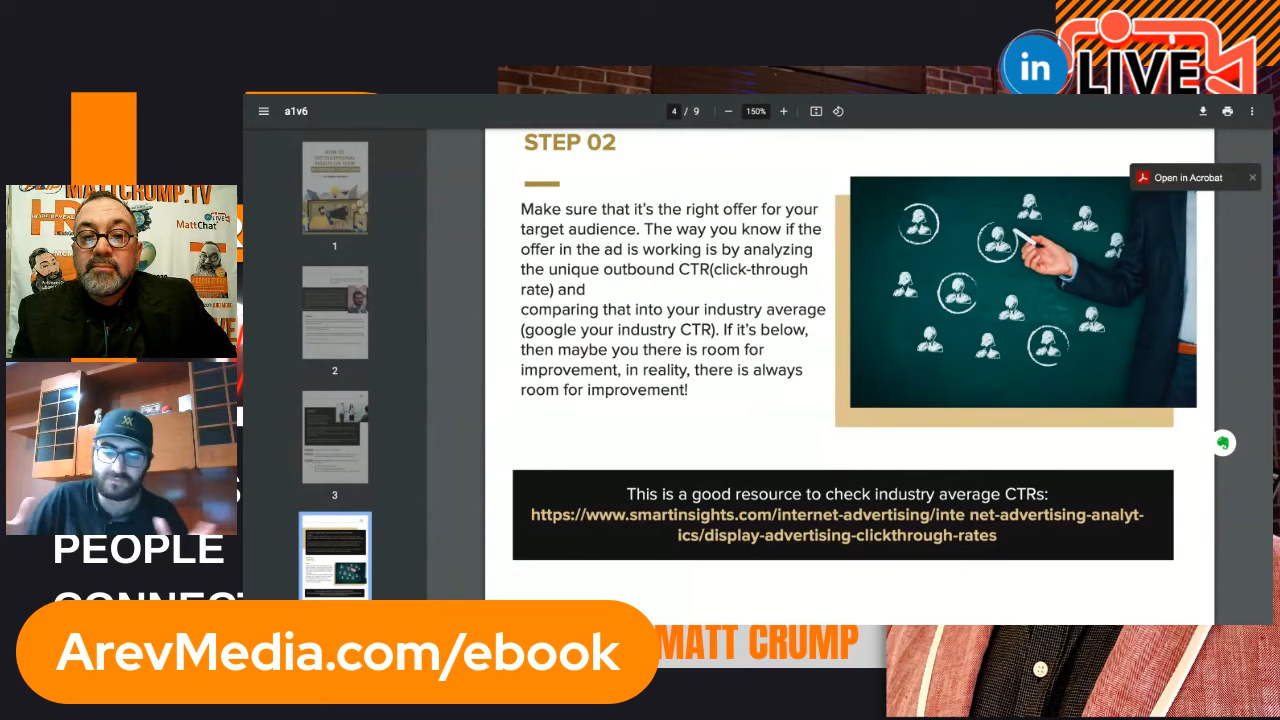 in
LIVE
a1v6
4 / 9
150%
Open in Acrobat
STEP 02
Make sure that it's the right offer for your
target audience. The way you know if the
offer in the ad is working is by analyzing
the unique outbound CTR(click-through
rate) and
comparing that into your industry average
(google your industry CTR). If it's below,
then maybe you there is room for
improvement, in reality, there is always
room for improvement!
This is a good resource to check industry average CTRs:
https://www.smartinsights.com/internet-advertising/inte net-advertising-analyt-
ics/display-advertising-clickthrough-rates
1
2
3
MATT CRUMP.TV
LIVE
MattChat
PEOPLE
ArevMedia.com/ebook
MATT CRUMP